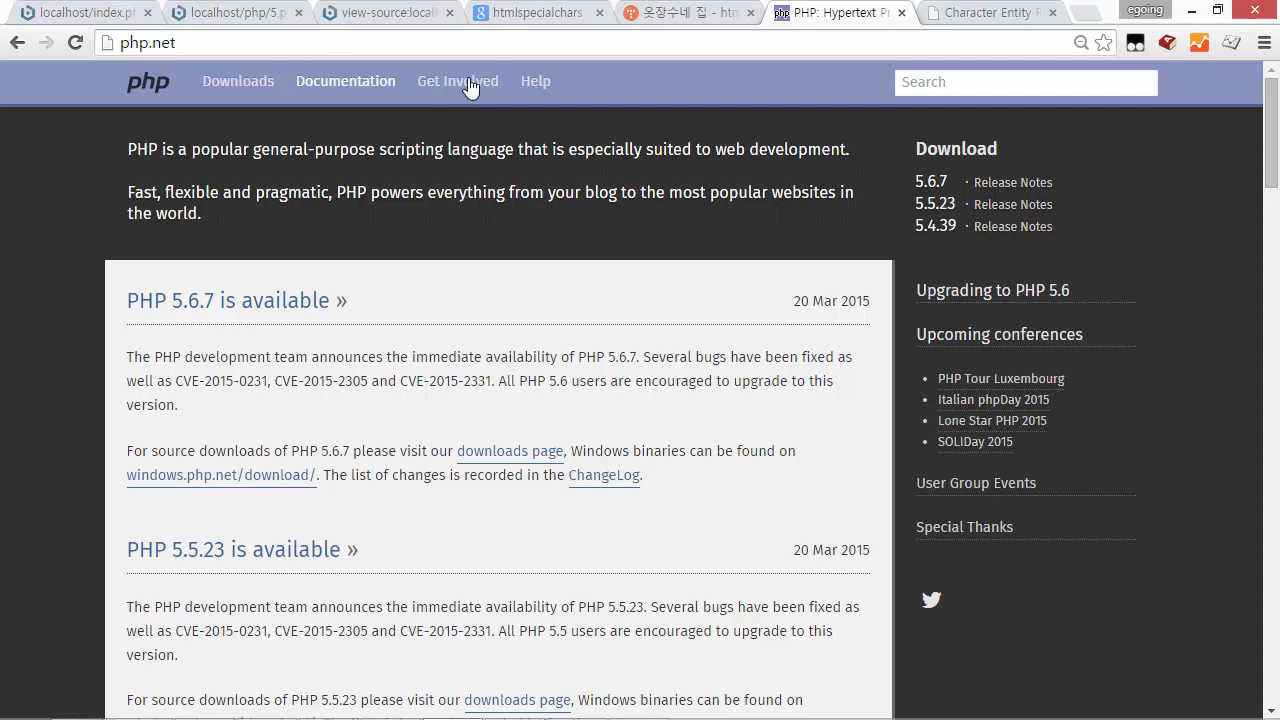 localhost/index.p
localhost/php/5.p
view-source:local
htmlspecialchars
옷장수네 집 - htm
php PHP: Hypertext Pr
Character Entity R
egoing
php.net
php Downloads Documentation Get Involved Help Search
PHP is a popular general-purpose scripting language that is especially suited to web development.
Fast, flexible and pragmatic, PHP powers everything from your blog to the most popular websites in
the world.
Download
5.6.7 · Release Notes
5.5.23 · Release Notes
5.4.39 · Release Notes
PHP 5.6.7 is available » 20 Mar 2015
The PHP development team announces the immediate availability of PHP 5.6.7. Several bugs have been fixed as
well as CVE-2015-0231, CVE-2015-2305 and CVE-2015-2331. All PHP 5.6 users are encouraged to upgrade to this
version.
For source downloads of PHP 5.6.7 please visit our downloads page, Windows binaries can be found on
windows.php.net/download/. The list of changes is recorded in the ChangeLog.
Upgrading to PHP 5.6
Upcoming conferences
• PHP Tour Luxembourg
• Italian phpDay 2015
• Lone Star PHP 2015
• SOLIDay 2015
User Group Events
Special Thanks
PHP 5.5.23 is available » 20 Mar 2015
The PHP development team announces the immediate availability of PHP 5.5.23. Several bugs have been fixed as
well as CVE-2015-0231, CVE-2015-2305 and CVE-2015-2331. All PHP 5.5 users are encouraged to upgrade to this
version.
For source downloads of PHP 5.5.23 please visit our downloads page, Windows binaries can be found on